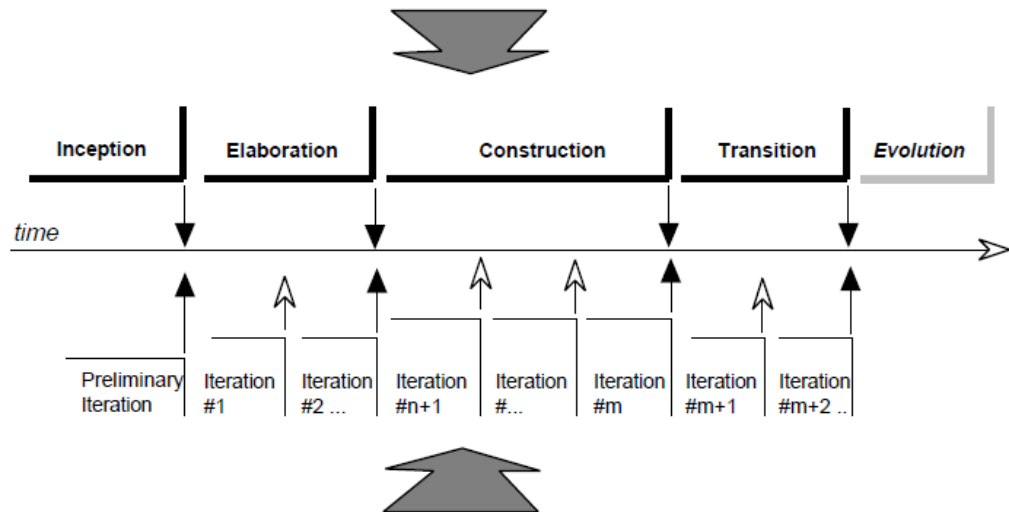 Inception
Elaboration
Construction
Transition
Evolution
time
Preliminary
Iteration
Iteration
#1
Iteration
#2 ...
Iteration
#n+1
Iteration
#...
Iteration
#m
Iteration
#m+1
Iteration
#m+2 ..